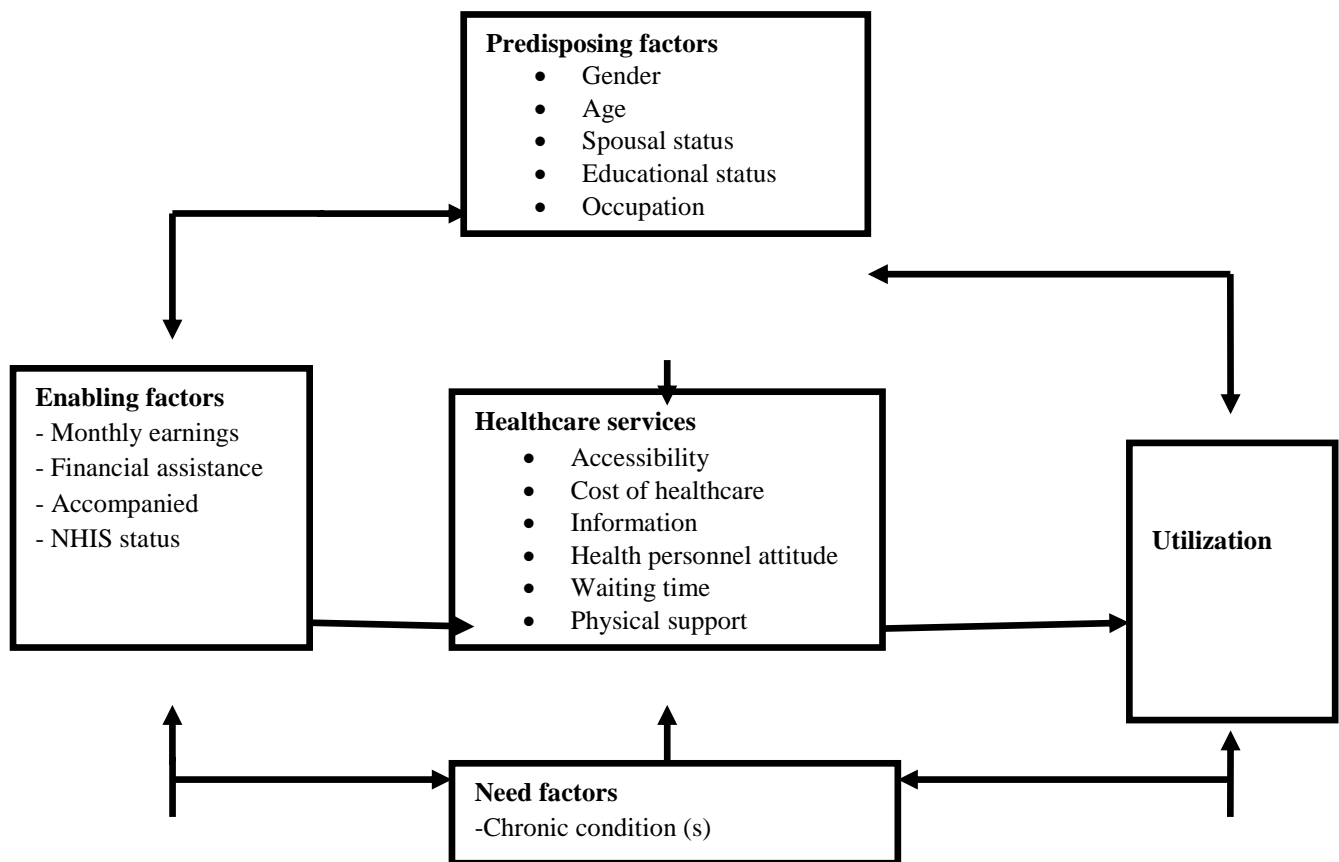 Predisposing factors
• Gender
• Age
• Spousal status
• Educational status
• Occupation
Enabling factors
- Monthly earnings
- Financial assistance
- Accompanied
- NHIS status
Healthcare services
• Accessibility
• Cost of healthcare
• Information
• Health personnel attitude
• Waiting time
• Physical support
Utilization
Need factors
-Chronic condition (s)